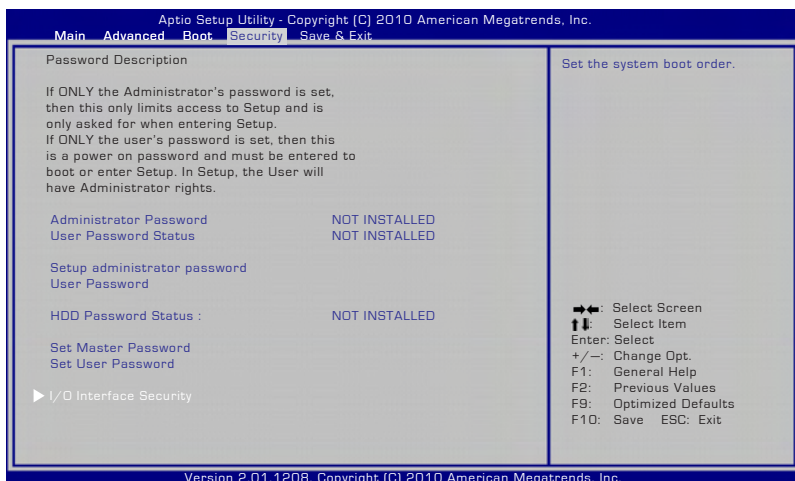 Aptio Setup Utility - Copyright (C) 2010 American Megatrends, Inc.
Main Advanced Boot Security Save & Exit
Password Description
If ONLY the Administrator's password is set,
then this only limits access to Setup and is
only asked for when entering Setup.
If ONLY the user's password is set, then this
is a power on password and must be entered to
boot or enter Setup. In Setup, the User will
have Administrator rights.
Administrator Password NOT INSTALLED
User Password Status NOT INSTALLED
Setup administrator password
User Password
HDD Password Status : NOT INSTALLED
Set Master Password
Set User Password
I/O Interface Security
Set the system boot order.
→←: Select Screen
↑↓: Select Item
Enter: Select
+/—: Change Opt.
F1: General Help
F2: Previous Values
F9: Optimized Defaults
F10: Save ESC: Exit
Version 2.01.1208. Copyright (C) 2010 American Megatrends, Inc.